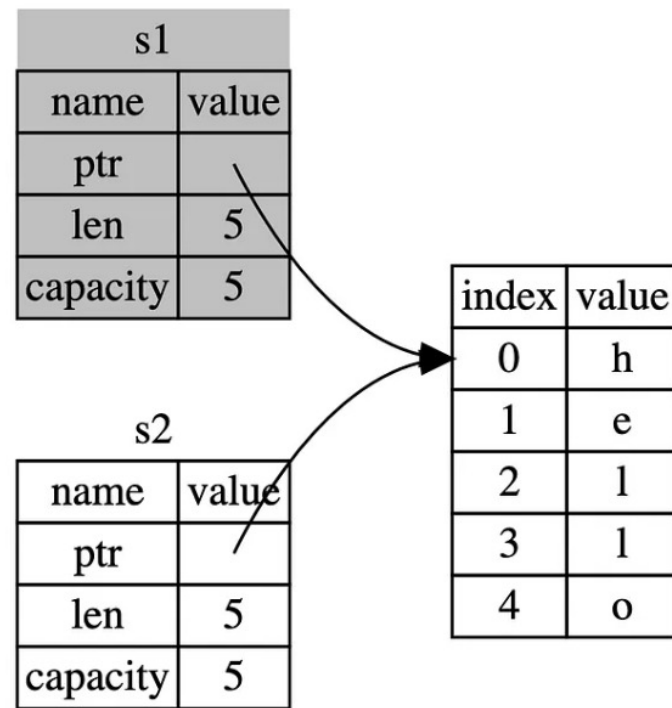 s1
name value
ptr
len 5
capacity 5
s2
name value
ptr
len 5
capacity 5
index value
0 h
1 e
2 l
3 l
4 o